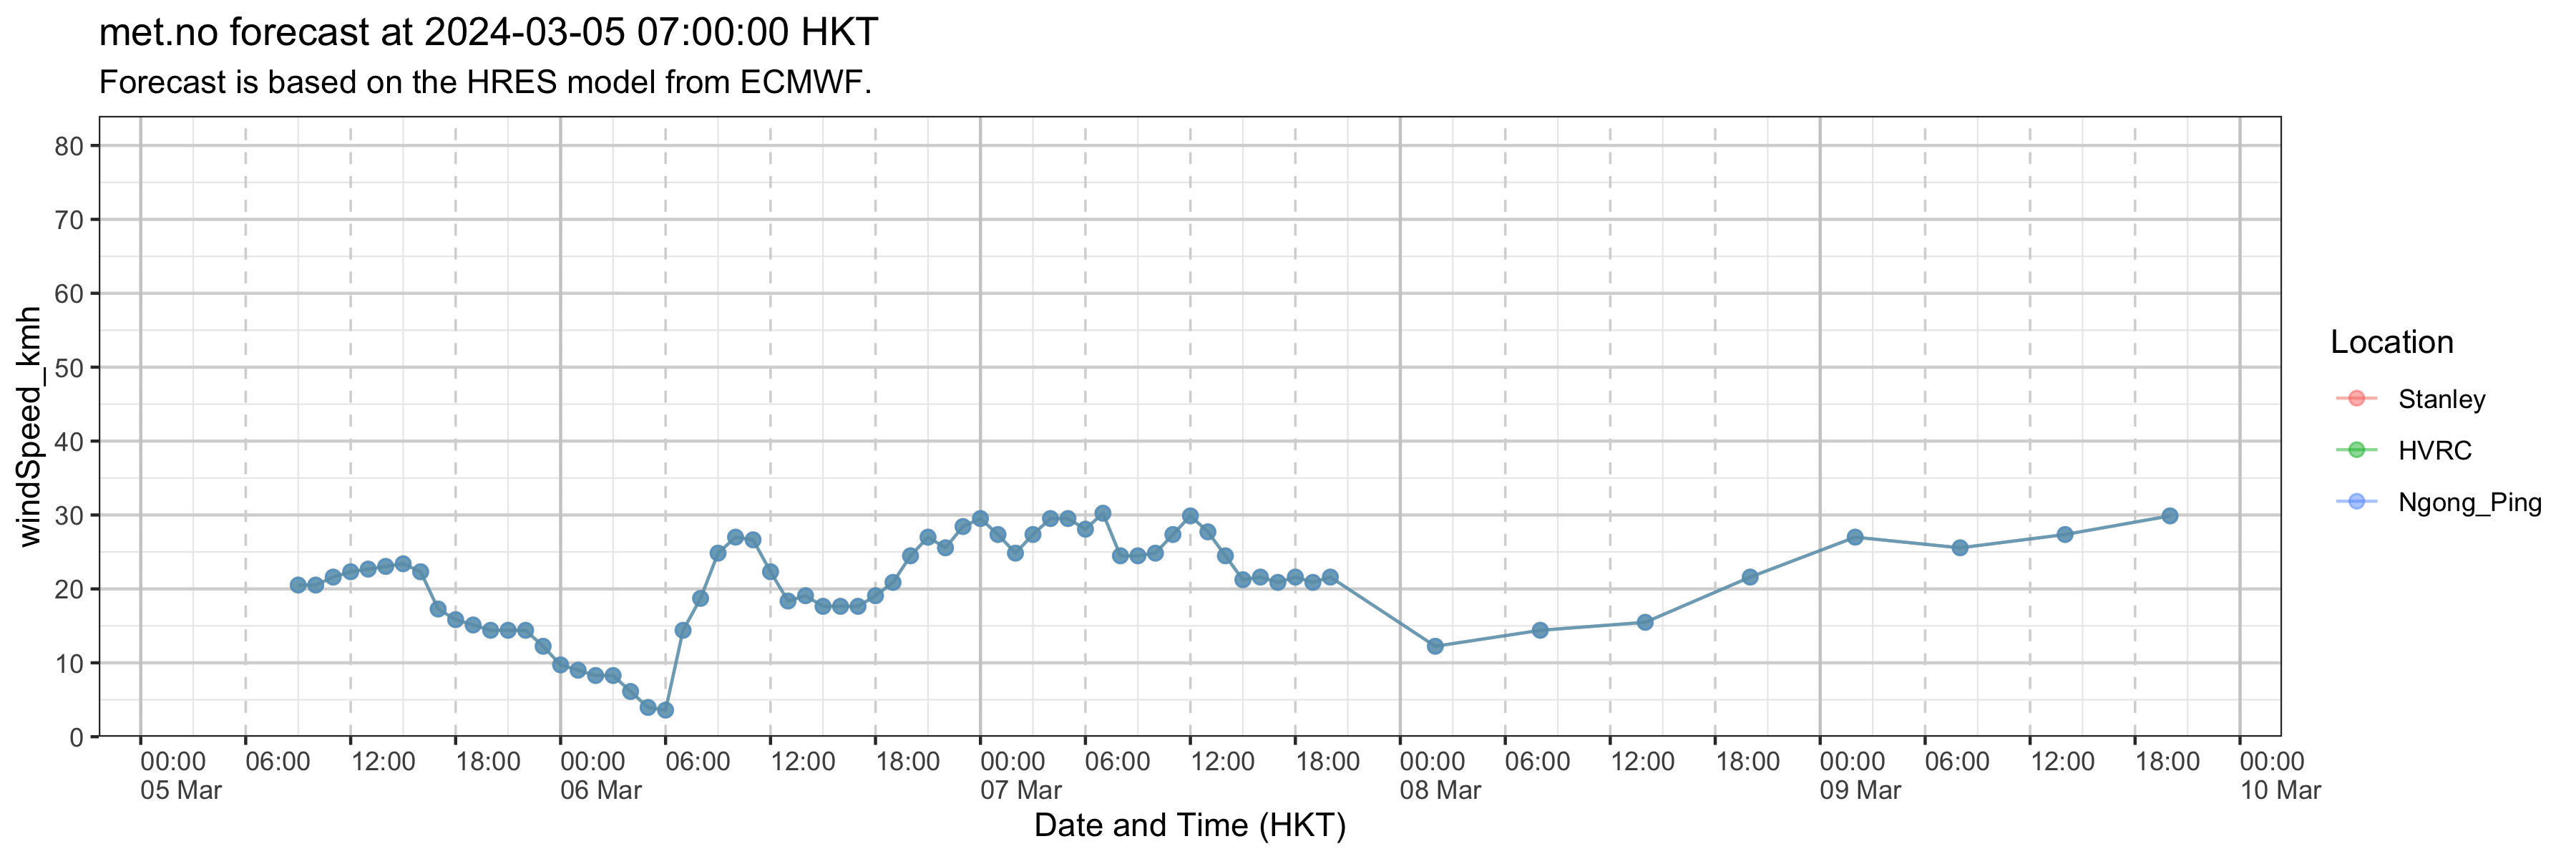 met.no forecast at 2024-03-05 07:00:00 HKT
Forecast is based on the HRES model from ECMWF.
windSpeed_kmh
80
70
60
50
40
30
20
10
0
00:00 06:00 12:00 18:00 00:00 06:00 12:00 18:00 00:00 06:00 12:00 18:00 00:00 06:00 12:00 18:00 00:00 06:00 12:00 18:00 00:00
05 Mar 06 Mar 07 Mar 08 Mar 09 Mar 10 Mar
Date and Time (HKT)
Location
Stanley
HVRC
Ngong_Ping